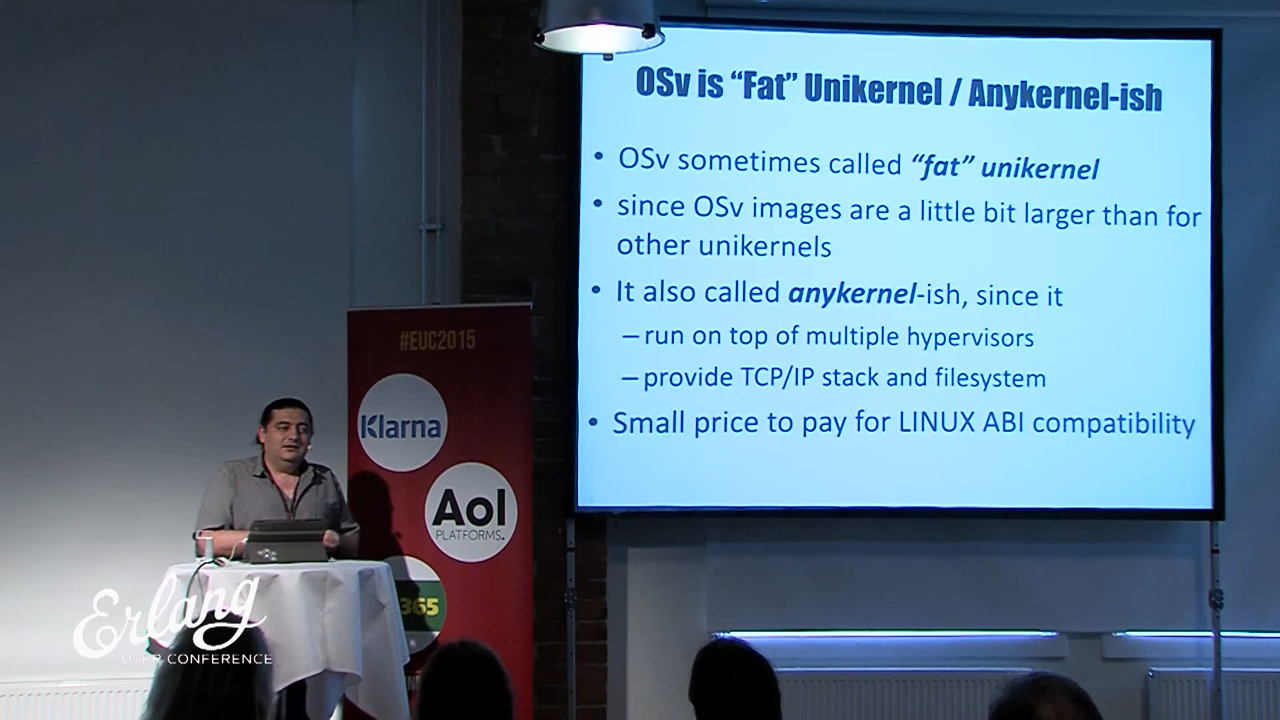 OSv is “Fat” Unikernel / Anykernel-ish
• OSv sometimes called “fat” unikernel
• since OSv images are a little bit larger than for
other unikernels
• It also called anykernel-ish, since it
– run on top of multiple hypervisors
– provide TCP/IP stack and filesystem
• Small price to pay for LINUX ABI compatibility
#EUC2015
Klarna
Aol
PLATFORMS.
365
Erlang
USER CONFERENCE